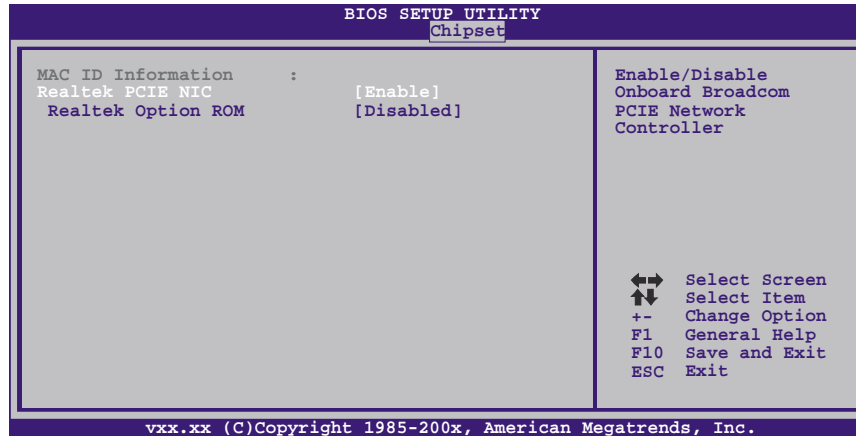 BIOS SETUP UTILITY
Chipset
MAC ID Information :
Realtek PCIE NIC [Enable]
Realtek Option ROM [Disabled]
Enable/Disable
Onboard Broadcom
PCIE Network
Controller
Select Screen
Select Item
+- Change Option
F1 General Help
F10 Save and Exit
ESC Exit
vxx.xx (C)Copyright 1985-200x, American Megatrends, Inc.